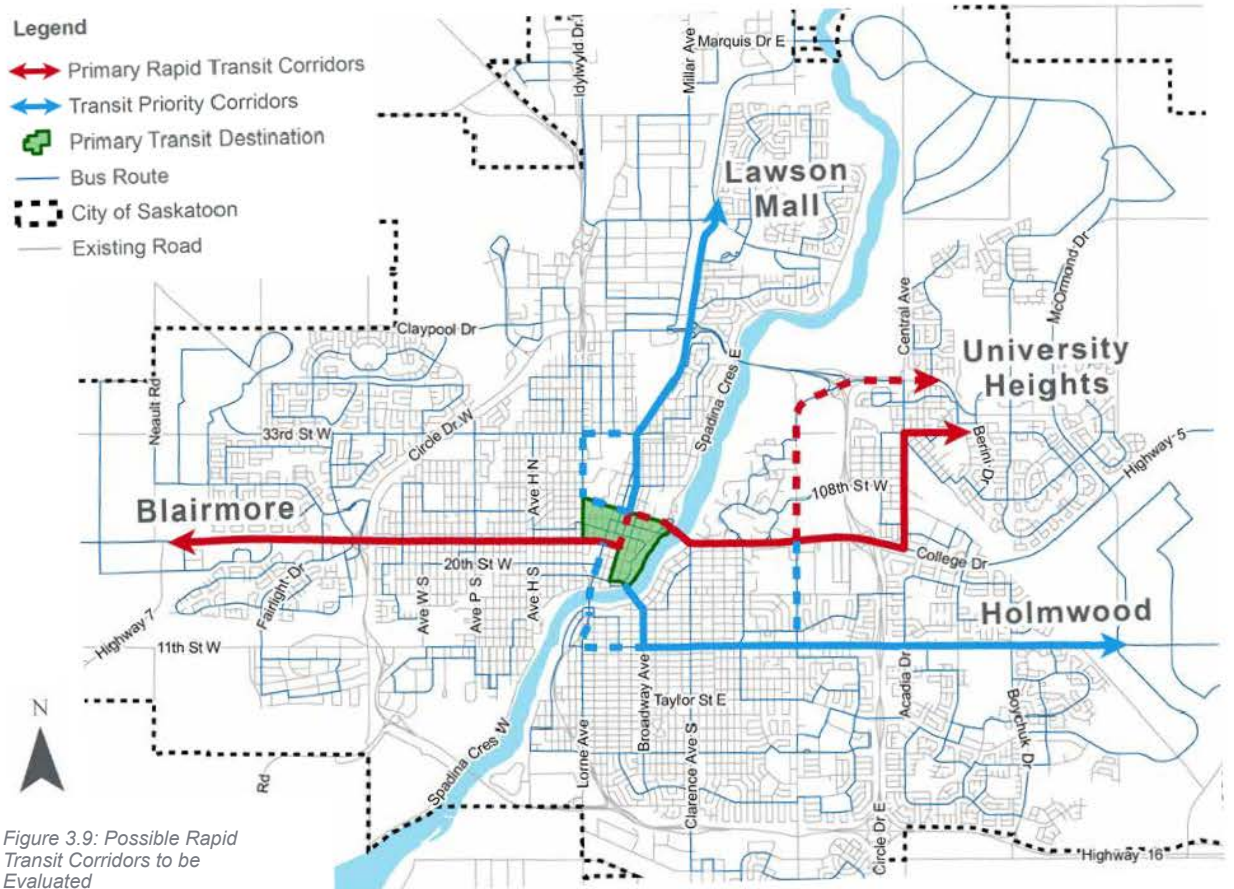 Legend
Primary Rapid Transit Corridors
Transit Priority Corridors
Primary Transit Destination
Bus Route
City of Saskatoon
Existing Road
Idylwyld Dr
Millar Ave
Marquis Dr E
Lawson
Mall
McOrmond Dr
Central Ave
Claypool Dr
University
Heights
Neault Rd
Circle Dr W
Spadina Cres E
33rd St W
Berini Dr
Highway 5
Ave H N
108th St W
Blairmore
College Dr
20th St W
Fairlight Dr
Ave W S
Ave P S
Ave H S
Holmwood
Highway 7
11th St W
Acadia Dr
Broadway Ave
Taylor St E
Boychuk Dr
N
Lorne Ave
Clarence Ave S
Spadina Cres W
Rd
Circle Dr E
Highway 16
Figure 3.9: Possible Rapid
Transit Corridors to be
Evaluated